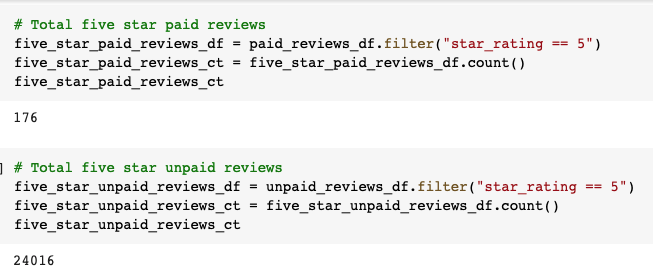 # Total five star paid reviews
five_star_paid_reviews_df = paid_reviews_df.filter("star_rating == 5")
five_star_paid_reviews_ct = five_star_paid_reviews_df.count()
five_star_paid_reviews_ct
176
] # Total five star unpaid reviews
five_star_unpaid_reviews_df = unpaid_reviews_df.filter("star_rating == 5")
five_star_unpaid_reviews_ct = five_star_unpaid_reviews_df.count()
five_star_unpaid_reviews_ct
24016